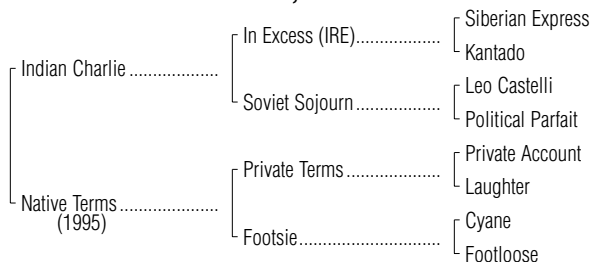 Siberian Express
In Excess (IRE)..................
Kantado
Indian Charlie ...................
Leo Castelli
Soviet Sojourn ..................
Political Parfait
Private Account
Private Terms....................
Laughter
Native Terms.....................
(1995)
Cyane
Footsie..............................
Footloose